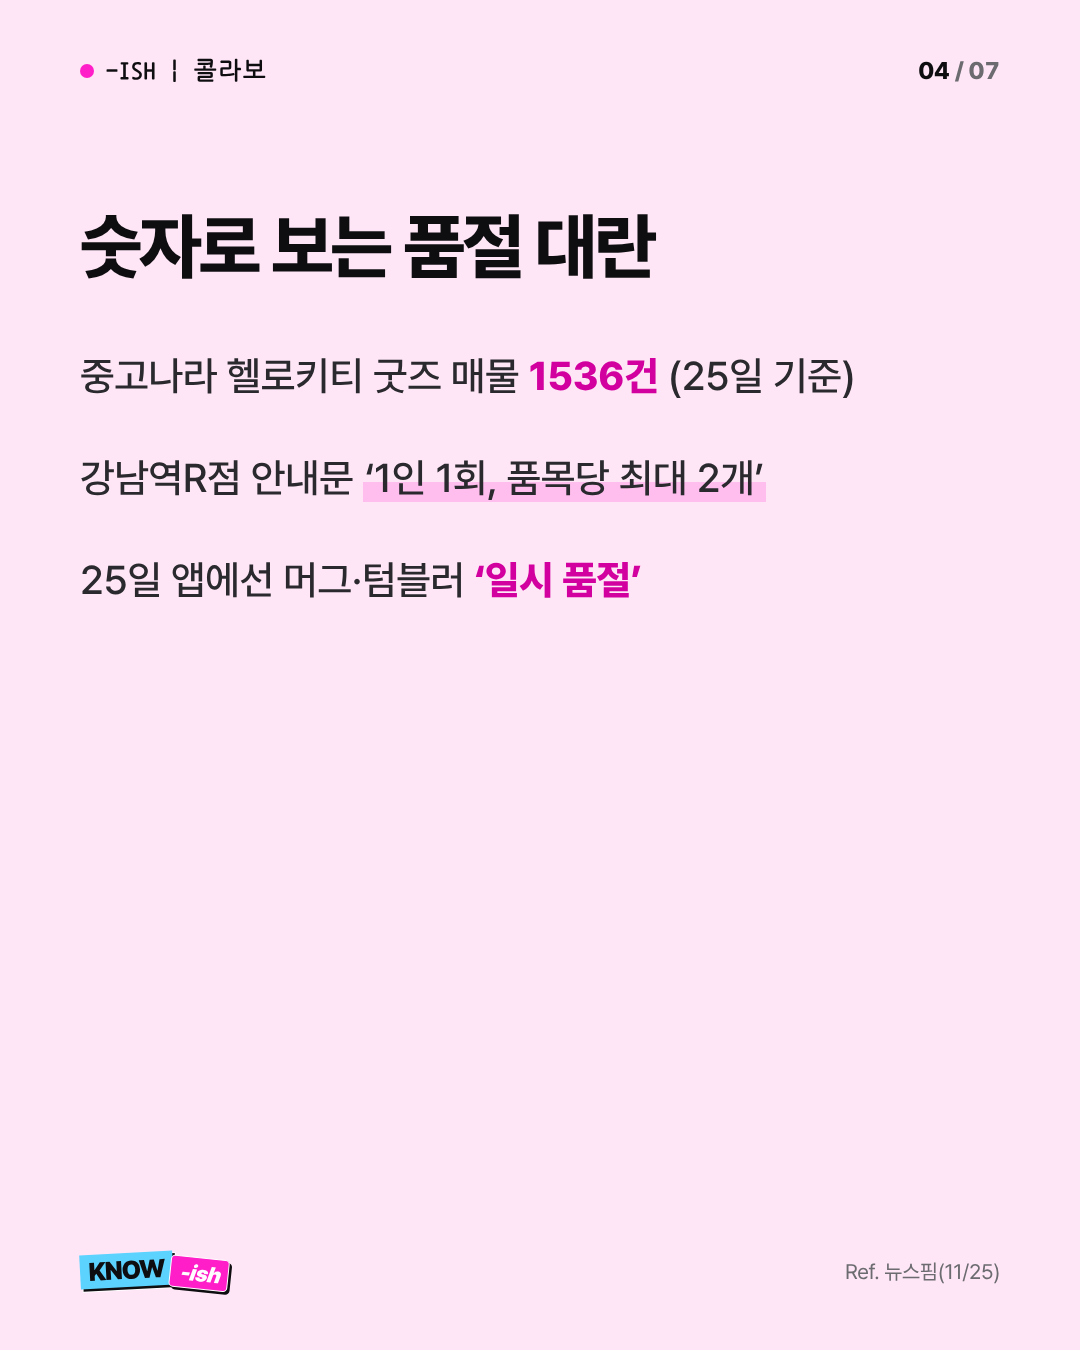 -ISH | 콜라보
04 / 07
숫자로 보는 품절 대란
중고나라 헬로키티 굿즈 매물 1536건 (25일 기준)
강남역R점 안내문 ‘1인 1회, 품목당 최대 2개’
25일 앱에선 머그·텀블러 ‘일시 품절’
KNOW -ish
Ref. 뉴스핌(11/25)